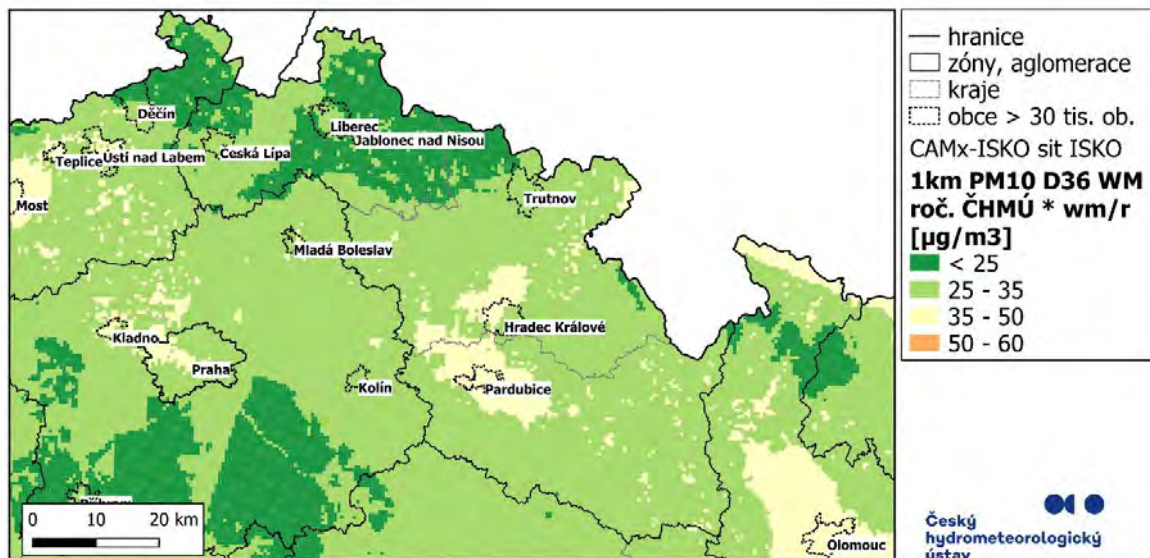 Děčín
Liberec
Jablonec nad Nisou
Teplice
Ústí nad Labem
Česká Lípa
Most
Trutnov
Mladá Boleslav
Hradec Králové
Kladno
Praha
Kolín
Pardubice
Olomouc
0 10 20 km
hranice
zóny, aglomerace
kraje
obce > 30 tis. ob.
CAMx-ISKO sit ISKO
1km PM10 D36 WM
roč. ČHMÚ * wm/r
[µg/m3]
< 25
25 - 35
35 - 50
50 - 60
Český
hydrometeorologický
ústav